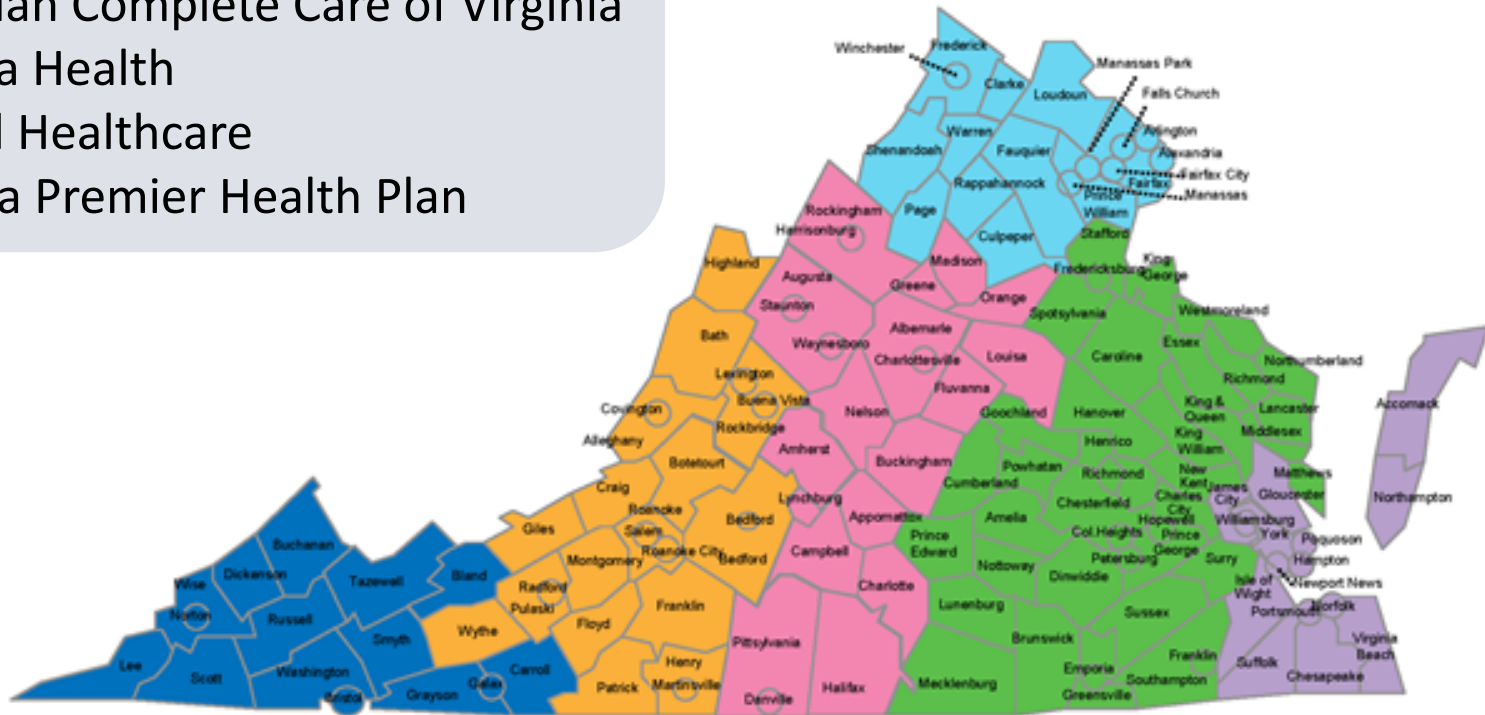 lan Complete Care of Virginia
a Health
l Healthcare
a Premier Health Plan
Winchester
Frederick
Clarke
Loudoun
Manassas Park
Falls Church
Arlington
Alexandria
Fairfax City
Fairfax
Manassas
Prince
William
Warren
Shenandoah
Fauquier
Rappahannock
Page
Culpeper
Stafford
Rockingham
Harrisonburg
Highland
Augusta
Madison
Greene
Orange
Fredericksburg
King
George
Staunton
Spotsylvania
Westmoreland
Bath
Waynesboro
Albemarle
Charlottesville
Louisa
Caroline
Essex
Northumberland
Richmond
Lexington
Buena Vista
Covington
Fluvanna
Nelson
Goochland
Hanover
King &
Queen
Lancaster
Accomack
Alleghany
Rockbridge
Amherst
Buckingham
Henrico
King
William
Middlesex
Botetourt
Craig
Cumberland
Powhatan
Richmond
New
Kent
James
City
Matthews
Gloucester
Northampton
Roanoke
Lynchburg
Appomattox
Chesterfield
Charles
City
Giles
Salem
Bedford
Amelia
Col.Heights
Hopewell
Williamsburg
York
Poquoson
Buchanan
Montgomery
Roanoke City
Bedford
Campbell
Prince
Edward
Petersburg
Prince
George
Surry
Hampton
Dickenson
Wise
Tazewell
Bland
Radford
Charlotte
Nottoway
Dinwiddie
Isle of
Wight
Newport News
Norton
Russell
Pulaski
Franklin
Lunenburg
Sussex
Portsmouth
Norfolk
Smyth
Wythe
Floyd
Pittsylvania
Brunswick
Virginia
Beach
Lee
Scott
Washington
Carroll
Henry
Emporia
Franklin
Suffolk
Bristol
Grayson
Galax
Patrick
Martinsville
Danville
Halifax
Mecklenburg
Greensville
Southampton
Chesapeake